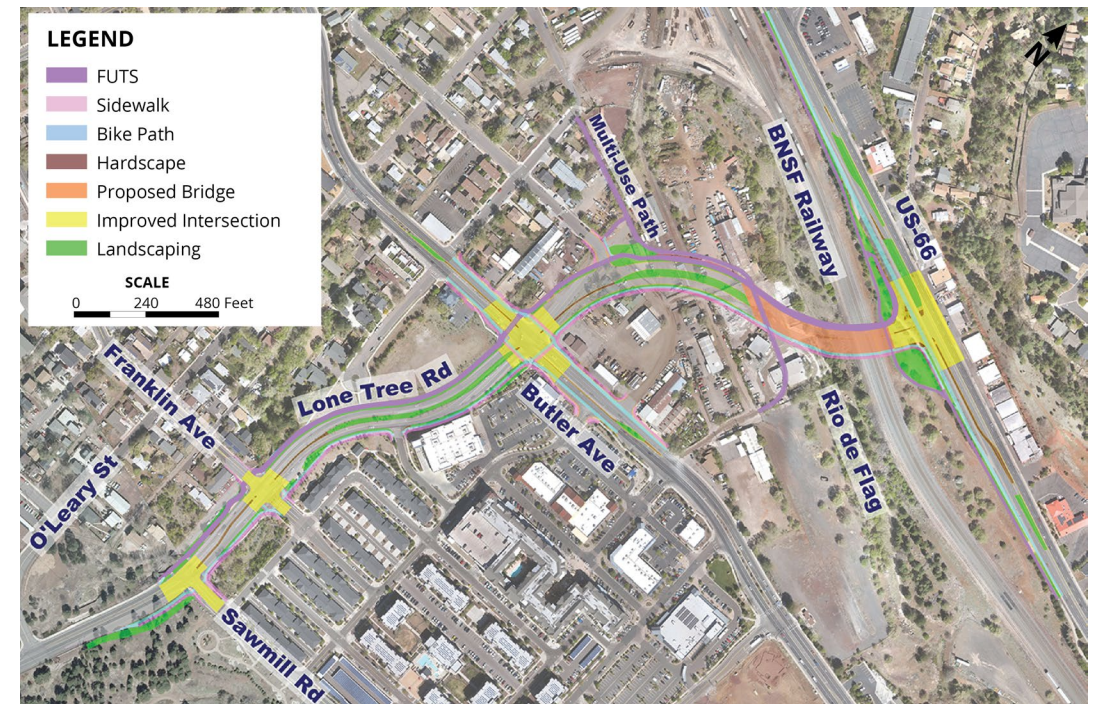 LEGEND
FUTS
Sidewalk
Bike Path
Hardscape
Proposed Bridge
Improved Intersection
Landscaping
SCALE
0 240 480 Feet
N
Multi-Use Path
BNSF Railway
US-66
Franklin Ave
Lone Tree Rd
Butler Ave
Rio de Flag
O'Leary St
Sawmill Rd